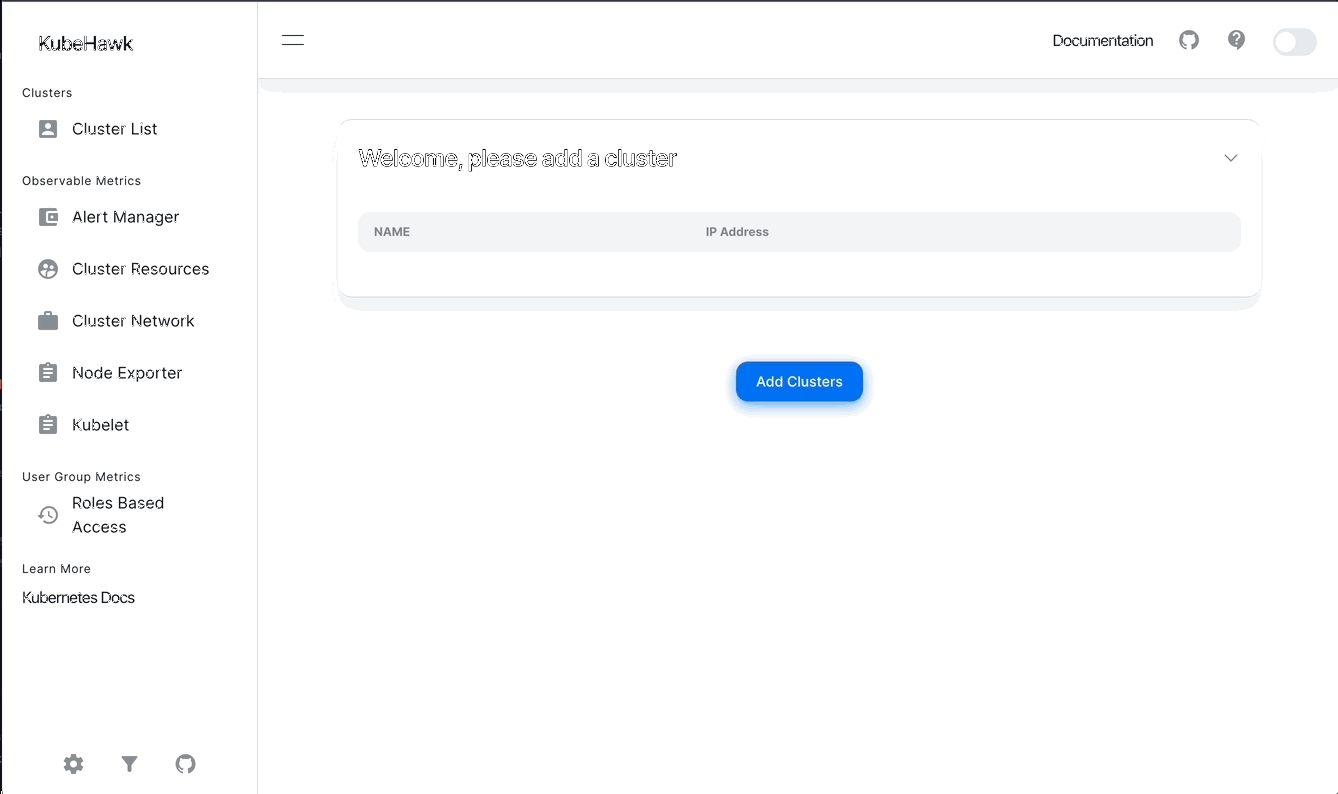 KubeHawk
Clusters
Cluster List
Observable Metrics
Alert Manager
Cluster Resources
Cluster Network
Node Exporter
Kubelet
User Group Metrics
Roles Based
Access
Learn More
Kubernetes Docs
Documentation
Welcome, please add a cluster
NAME IP Address
Add Clusters